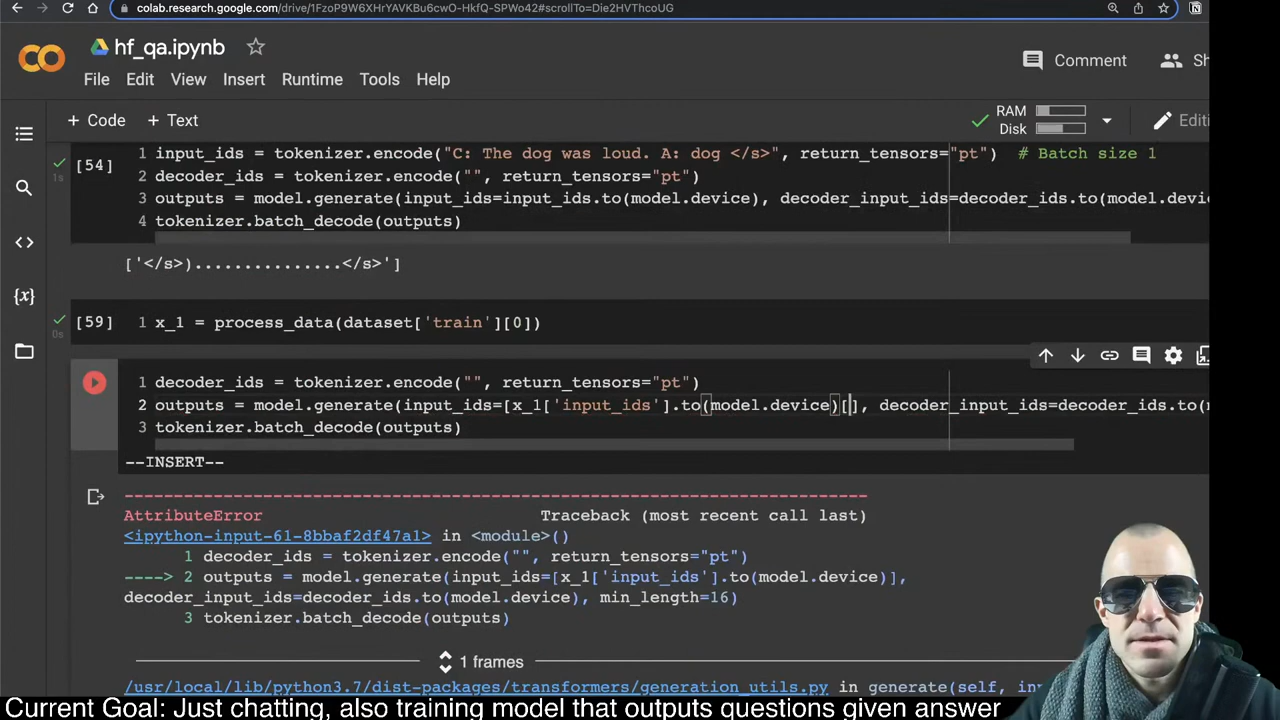 colab.research.google.com/drive/1FzoP9W6XHrYAVKBu6cwO-HkfQ-SPWo42#scrollTo=Die2HVThcoUG
hf_qa.ipynb
Comment
File Edit View Insert Runtime Tools Help
+ Code + Text
RAM
Disk
[54]
1s
1 input_ids = tokenizer.encode("C: The dog was loud. A: dog </s>", return_tensors="pt") # Batch size 1
2 decoder_ids = tokenizer.encode("", return_tensors="pt")
3 outputs = model.generate(input_ids=input_ids.to(model.device), decoder_input_ids=decoder_ids.to(model.devi
4 tokenizer.batch_decode(outputs)
['</s>)...............</s>']
[59]
0s
1 x_1 = process_data(dataset['train'][0])
1 decoder_ids = tokenizer.encode("", return_tensors="pt")
2 outputs = model.generate(input_ids=[x_1['input_ids'].to(model.device)[], decoder_input_ids=decoder_ids.to(
3 tokenizer.batch_decode(outputs)
--INSERT--
AttributeError Traceback (most recent call last)
<ipython-input-61-8bbaf2df47a1> in <module>()
1 decoder_ids = tokenizer.encode("", return_tensors="pt")
----> 2 outputs = model.generate(input_ids=[x_1['input_ids'].to(model.device)],
decoder_input_ids=decoder_ids.to(model.device), min_length=16)
3 tokenizer.batch_decode(outputs)
1 frames
/usr/local/lib/python3.7/dist-packages/transformers/generation_utils.py in generate(self,
Current Goal: Just chatting, also training model that outputs questions given answer